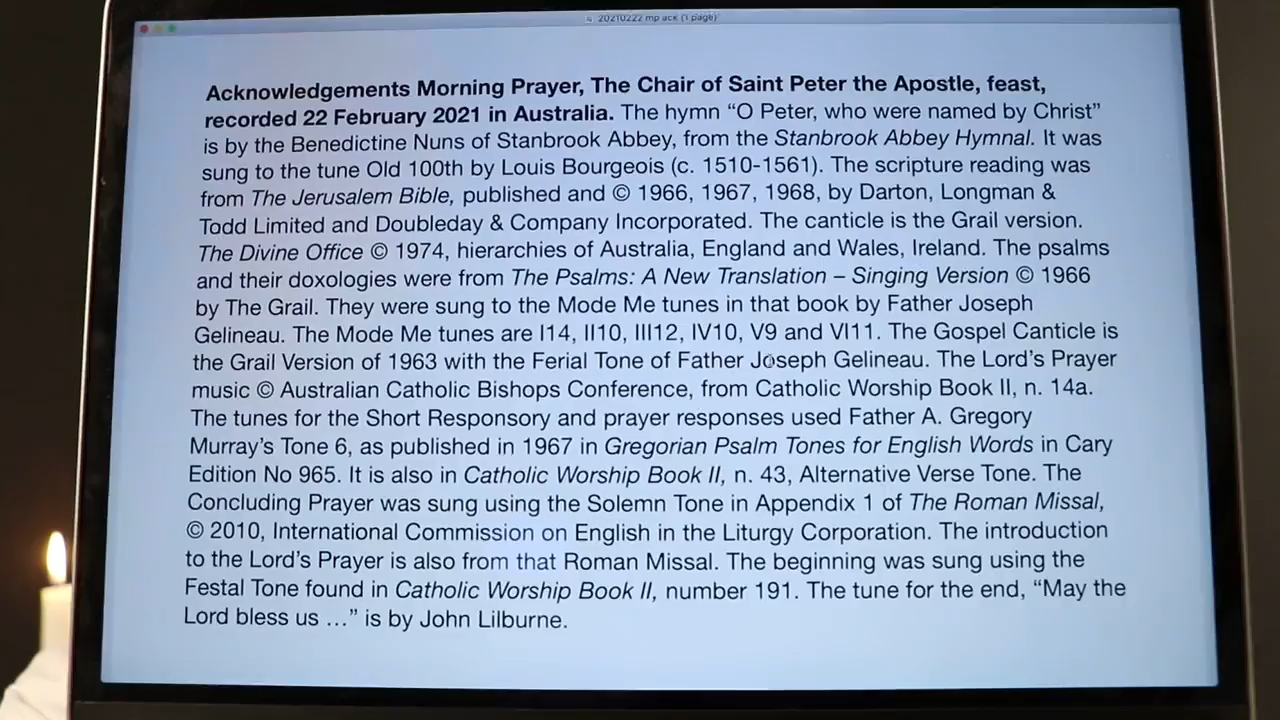 20210222 mp ack (1 page)
Acknowledgements Morning Prayer, The Chair of Saint Peter the Apostle, feast,
recorded 22 February 2021 in Australia. The hymn “O Peter, who were named by Christ”
is by the Benedictine Nuns of Stanbrook Abbey, from the Stanbrook Abbey Hymnal. It was
sung to the tune Old 100th by Louis Bourgeois (c. 1510-1561). The scripture reading was
from The Jerusalem Bible, published and © 1966, 1967, 1968, by Darton, Longman &
Todd Limited and Doubleday & Company Incorporated. The canticle is the Grail version.
The Divine Office © 1974, hierarchies of Australia, England and Wales, Ireland. The psalms
and their doxologies were from The Psalms: A New Translation – Singing Version © 1966
by The Grail. They were sung to the Mode Me tunes in that book by Father Joseph
Gelineau. The Mode Me tunes are I14, II10, III12, IV10, V9 and VI11. The Gospel Canticle is
the Grail Version of 1963 with the Ferial Tone of Father Joseph Gelineau. The Lord’s Prayer
music © Australian Catholic Bishops Conference, from Catholic Worship Book II, n. 14a.
The tunes for the Short Responsory and prayer responses used Father A. Gregory
Murray’s Tone 6, as published in 1967 in Gregorian Psalm Tones for English Words in Cary
Edition No 965. It is also in Catholic Worship Book II, n. 43, Alternative Verse Tone. The
Concluding Prayer was sung using the Solemn Tone in Appendix 1 of The Roman Missal,
© 2010, International Commission on English in the Liturgy Corporation. The introduction
to the Lord’s Prayer is also from that Roman Missal. The beginning was sung using the
Festal Tone found in Catholic Worship Book II, number 191. The tune for the end, “May the
Lord bless us …” is by John Lilburne.